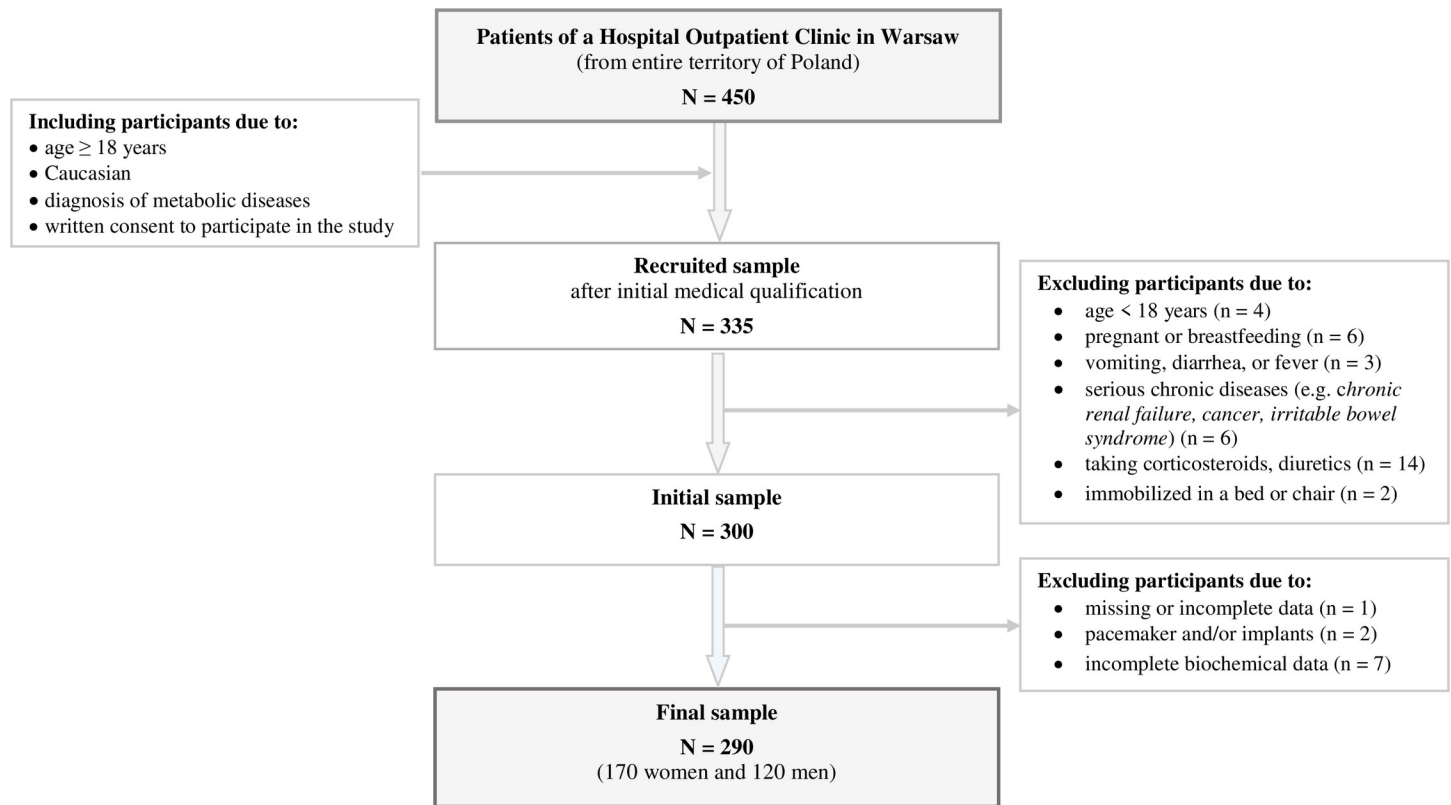 Patients of a Hospital Outpatient Clinic in Warsaw
(from entire territory of Poland)
N = 450
Including participants due to:
• age ≥ 18 years
• Caucasian
• diagnosis of metabolic diseases
• written consent to participate in the study
Recruited sample
after initial medical qualification
N = 335
Excluding participants due to:
• age < 18 years (n = 4)
• pregnant or breastfeeding (n = 6)
• vomiting, diarrhea, or fever (n = 3)
• serious chronic diseases (e.g. chronic
renal failure, cancer, irritable bowel
syndrome) (n = 6)
• taking corticosteroids, diuretics (n = 14)
• immobilized in a bed or chair (n = 2)
Initial sample
N = 300
Excluding participants due to:
• missing or incomplete data (n = 1)
• pacemaker and/or implants (n = 2)
• incomplete biochemical data (n = 7)
Final sample
N = 290
(170 women and 120 men)